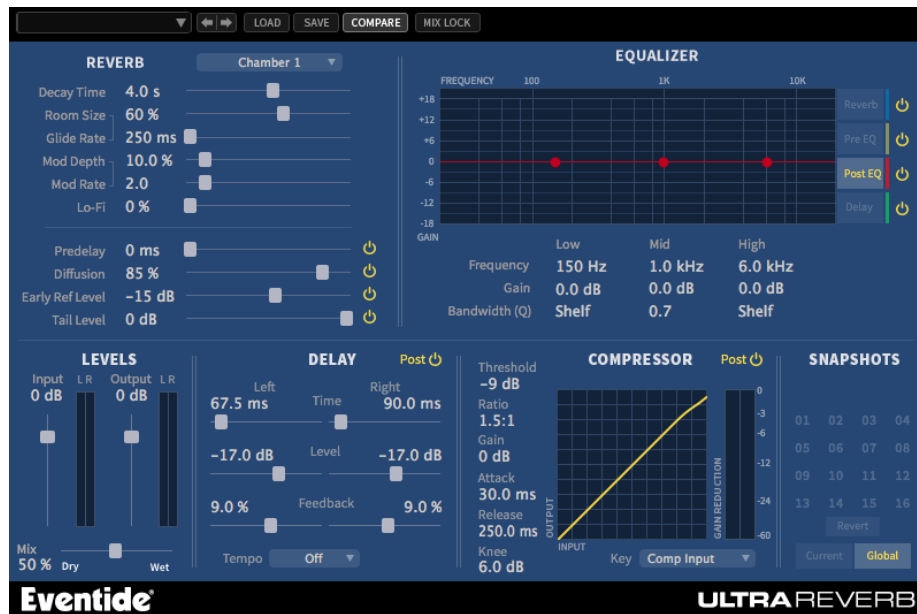 LOAD SAVE COMPARE MIX LOCK
REVERB Chamber 1
Decay Time 4.0 s
Room Size 60 %
Glide Rate 250 ms
Mod Depth 10.0 %
Mod Rate 2.0
Lo-Fi 0 %
Predelay 0 ms
Diffusion 85 %
Early Ref Level -15 dB
Tail Level 0 dB
EQUALIZER
FREQUENCY 100 1K 10K
+18
+12
+6
0
-6
-12
-18
GAIN
Reverb
Pre EQ
Post EQ
Delay
Low Mid High
Frequency 150 Hz 1.0 kHz 6.0 kHz
Gain 0.0 dB 0.0 dB 0.0 dB
Bandwidth (Q) Shelf 0.7 Shelf
LEVELS
Input L R Output L R
0 dB 0 dB
Mix
50 % Dry Wet
DELAY Post
Left Right
67.5 ms Time 90.0 ms
-17.0 dB Level -17.0 dB
9.0 % Feedback 9.0 %
Tempo Off
COMPRESSOR Post
Threshold
-9 dB
Ratio
1.5:1
Gain
0 dB
Attack
30.0 ms
Release
250.0 ms
Knee
6.0 dB
OUTPUT
INPUT
GAIN REDUCTION
0
-3
-6
-12
-24
-60
Key Comp Input
SNAPSHOTS
01 02 03 04
05 06 07 08
09 10 11 12
13 14 15 16
Revert
Current Global
Eventide® ULTRAREVERB